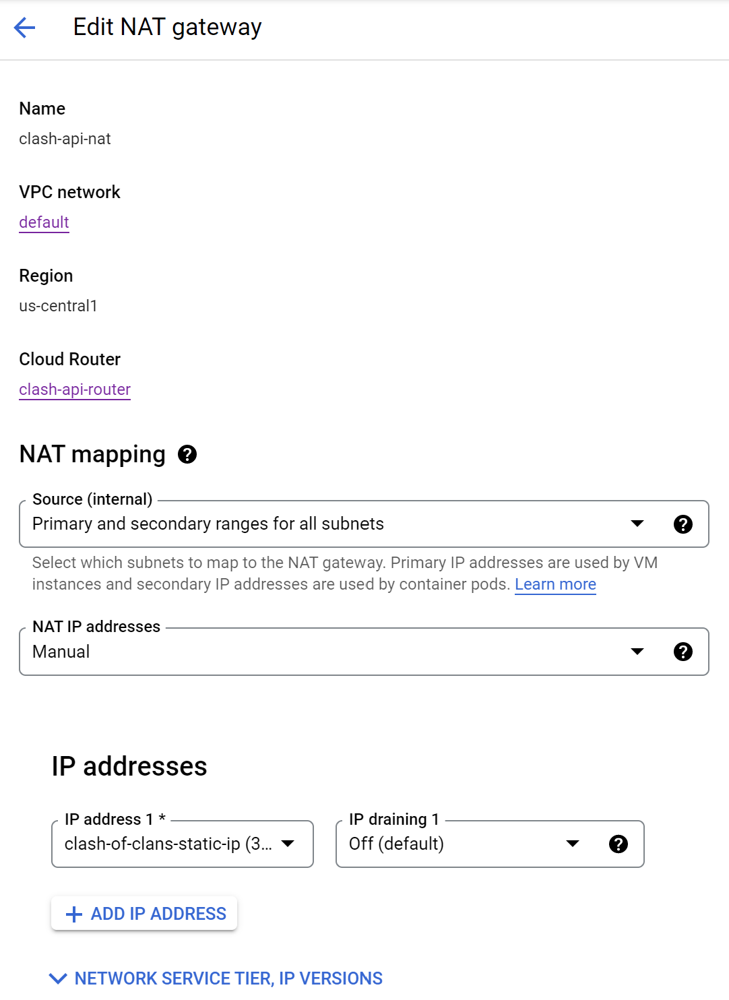 Edit NAT gateway
Name
clash-api-nat
VPC network
default
Region
us-central1
Cloud Router
clash-api-router
NAT mapping
Source (internal)
Primary and secondary ranges for all subnets
Select which subnets to map to the NAT gateway. Primary IP addresses are used by VM
instances and secondary IP addresses are used by container pods. Learn more
NAT IP addresses
Manual
IP addresses
IP address 1 *
clash-of-clans-static-ip (3...
IP draining 1
Off (default)
ADD IP ADDRESS
NETWORK SERVICE TIER, IP VERSIONS